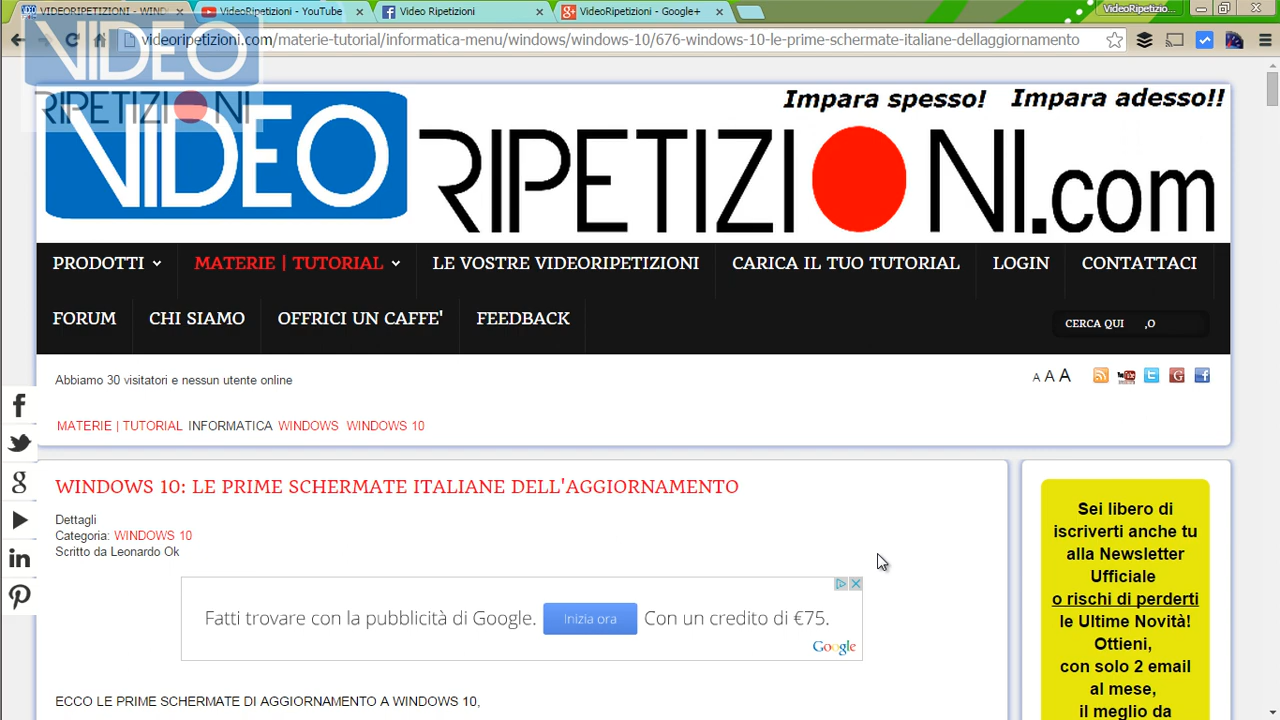 VIDEORIPETIZIONI - WIND
VideoRipetizioni - YouTube
Video Ripetizioni
VideoRipetizioni - Google+
VideoRipetizio...
videoripetizioni.com/materie-tutorial/informatica-menu/windows/windows-10/676-windows-10-le-prime-schermate-italiane-dellaggiornamento
VIDEO
RIPETIZIONI
Impara spesso! Impara adesso!!
VIDEO RIPETIZIONI.com
PRODOTTI MATERIE | TUTORIAL LE VOSTRE VIDEORIPETIZIONI CARICA IL TUO TUTORIAL LOGIN CONTATTACI
FORUM CHI SIAMO OFFRICI UN CAFFE' FEEDBACK
CERCA QUI
Abbiamo 30 visitatori e nessun utente online
A A A
MATERIE | TUTORIAL INFORMATICA WINDOWS WINDOWS 10
WINDOWS 10: LE PRIME SCHERMATE ITALIANE DELL'AGGIORNAMENTO
Dettagli
Categoria: WINDOWS 10
Scritto da Leonardo Ok
Fatti trovare con la pubblicità di Google. Inizia ora Con un credito di €75.
Google
ECCO LE PRIME SCHERMATE DI AGGIORNAMENTO A WINDOWS 10,
Sei libero di
iscriverti anche tu
alla Newsletter
Ufficiale
o rischi di perderti
le Ultime Novità!
Ottieni,
con solo 2 email
al mese,
il meglio da